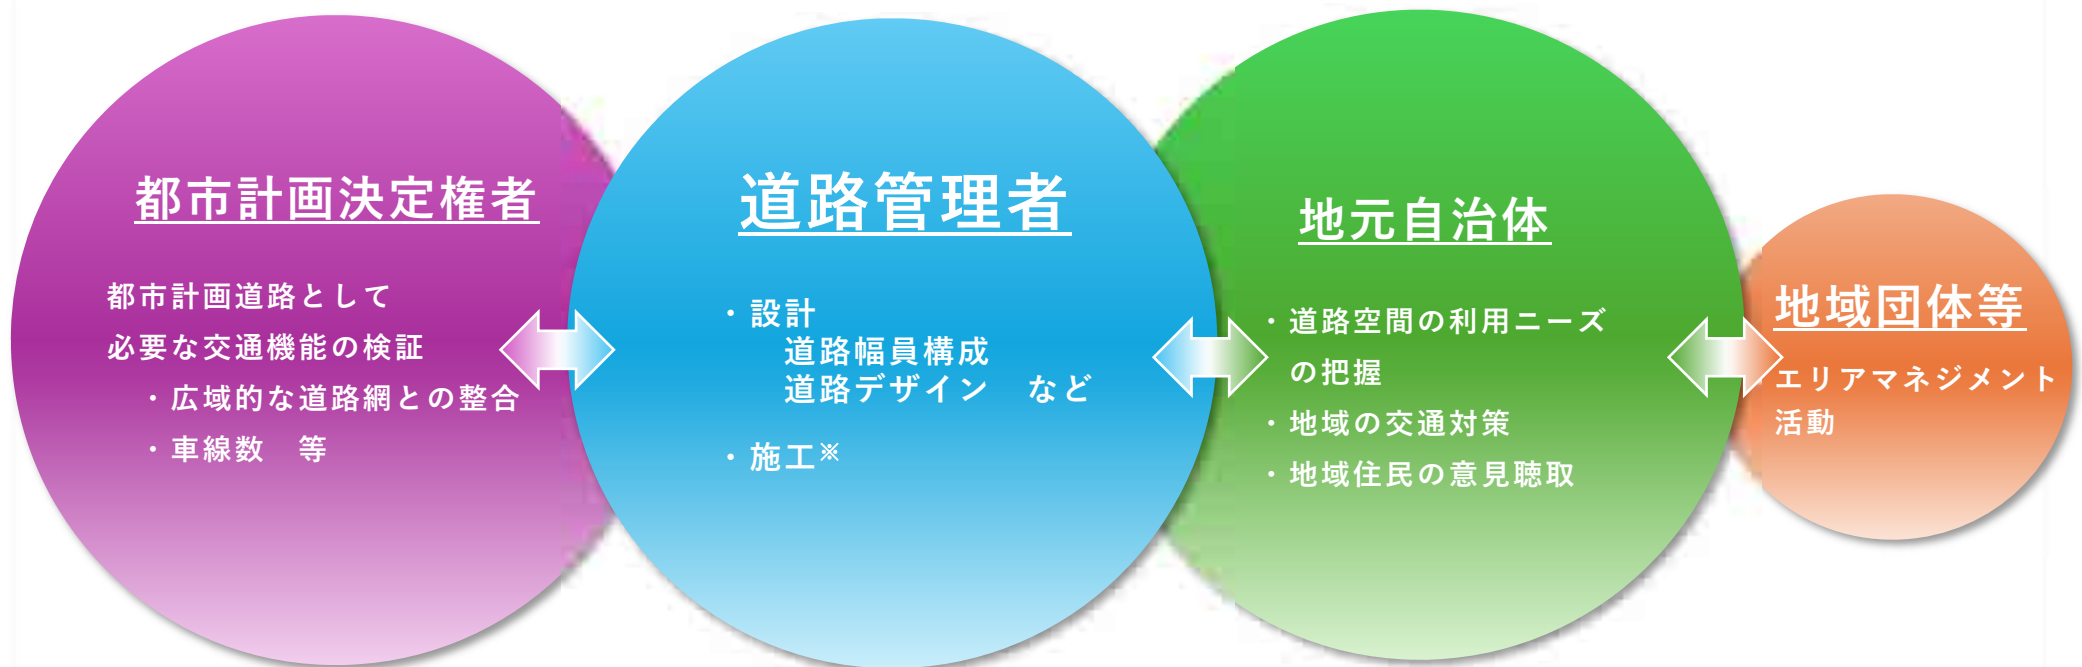 都市計画決定権者
都市計画道路として
必要な交通機能の検証
・広域的な道路網との整合
・車線数　等
道路管理者
・設計
道路幅員構成
道路デザイン　など
・施工※
地元自治体
・道路空間の利用ニーズ
の把握
・地域の交通対策
・地域住民の意見聴取
地域団体等
エリアマネジメント
活動